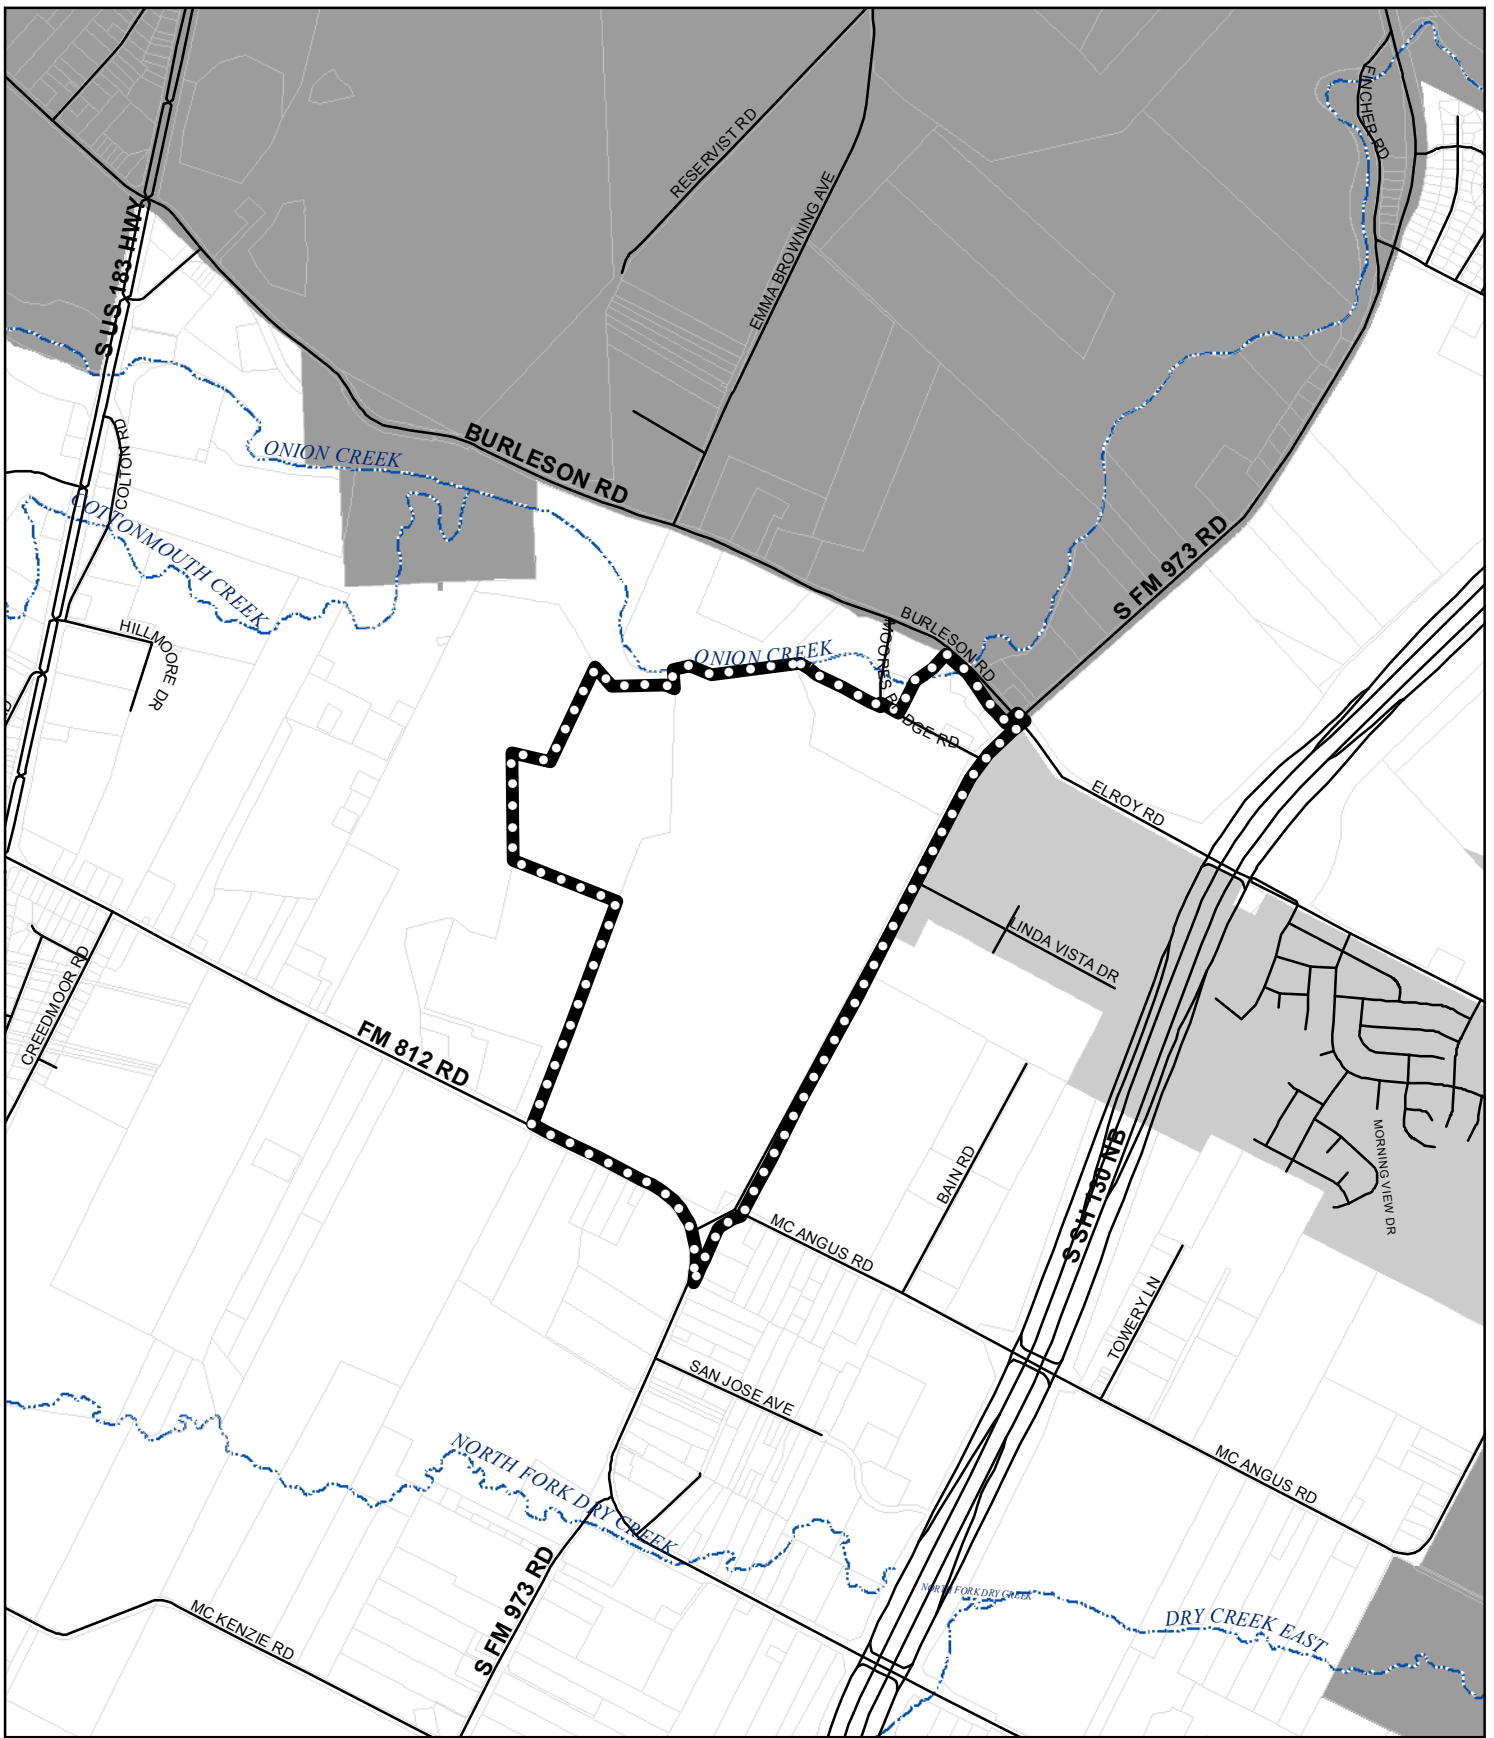 FINCHER RD
RESERVIST RD
EMMA BROWNING AVE
S US 183 HWY
COLTON RD
ONION CREEK
BURLESON RD
COTTONMOUTH CREEK
S FM 973 RD
HILLMOORE DR
BURLESON RD
ONION CREEK
ELROY RD
LINDA VISTA DR
CREEDMOOR RD
FM 812 RD
BAIN RD
S SH 130 NB
MORNING VIEW DR
MC ANGUS RD
TOWERY LN
SAN JOSE AVE
NORTH FORK DRY CREEK
MC ANGUS RD
NORTH FORK DRY CREEK
DRY CREEK EAST
MC KENZIE RD
S FM 973 RD